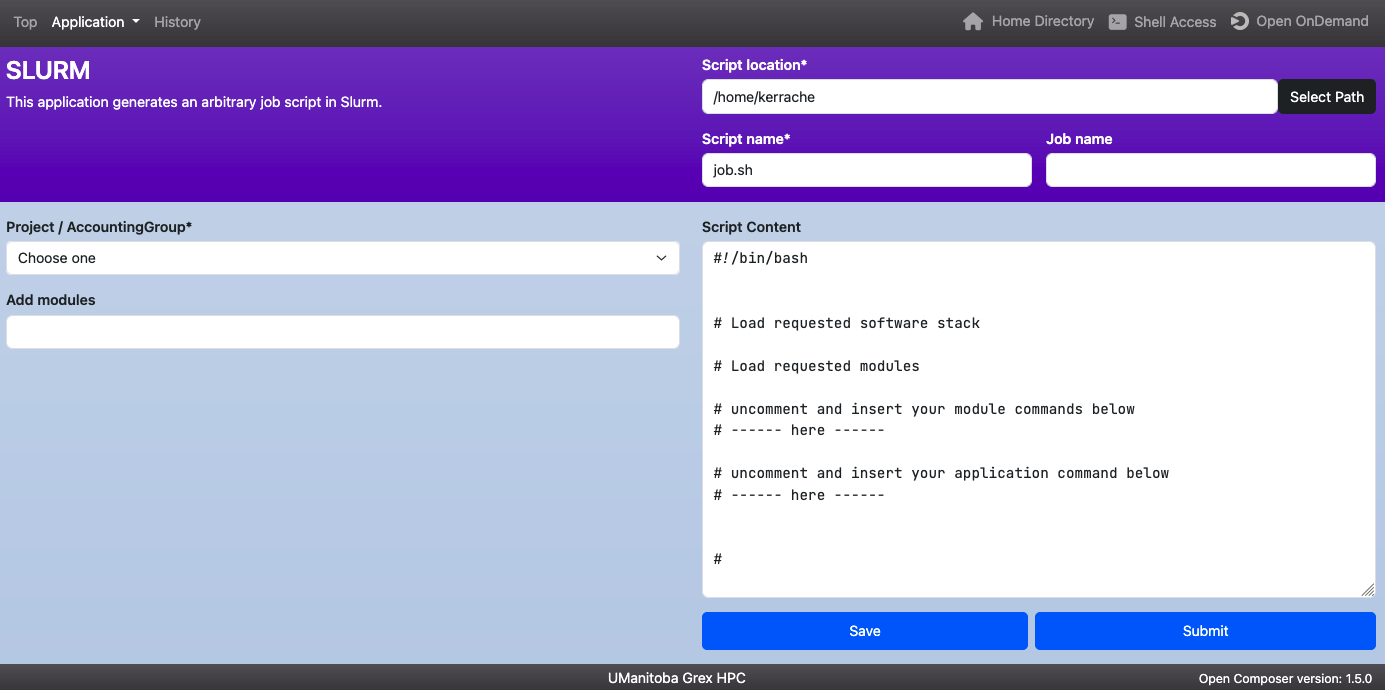 Top Application History Home Directory Shell Access Open OnDemand
SLURM
This application generates an arbitrary job script in Slurm.
Script location*
/home/kerrache Select Path
Script name* Job name
job.sh
Project / AccountingGroup*
Choose one
Add modules
Script Content
#!/bin/bash
# Load requested software stack
# Load requested modules
# uncomment and insert your module commands below
# ------ here ------
# uncomment and insert your application command below
# ------ here ------
#
Save Submit
UManitoba Grex HPC Open Composer version: 1.5.0